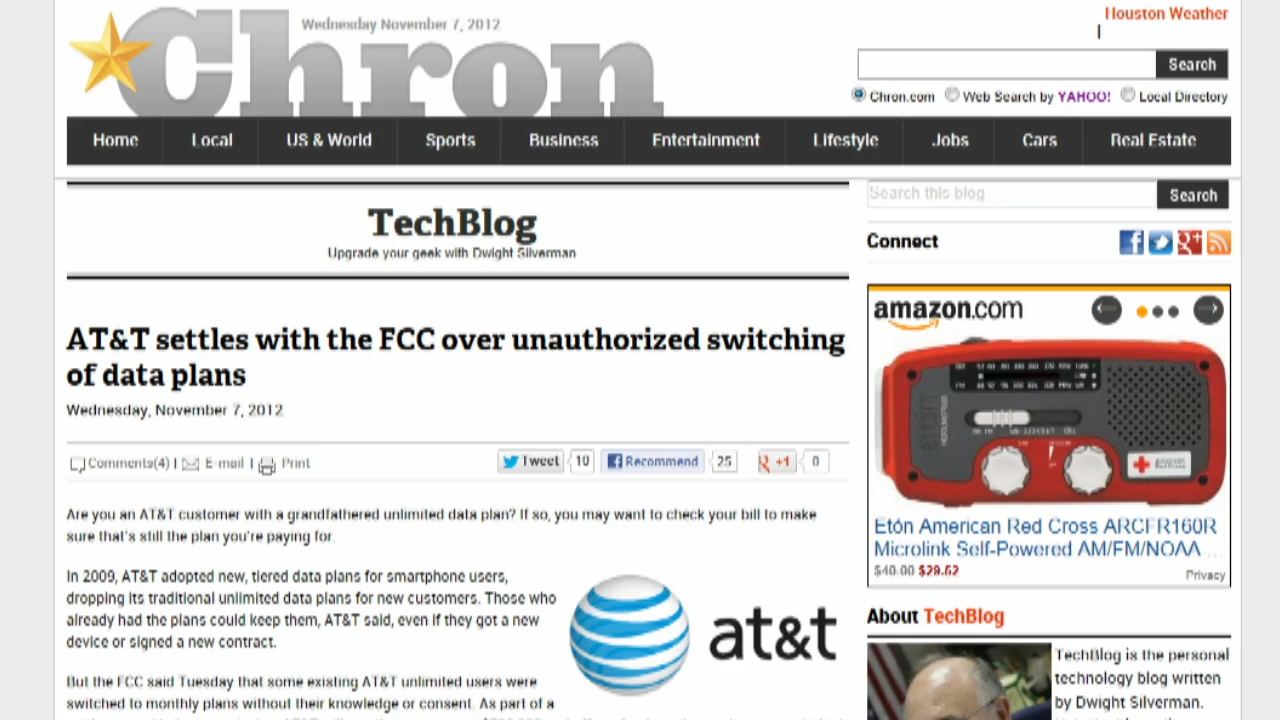 Wednesday November 7, 2012
Chron
Houston Weather
|
Search
Chron.com Web Search by YAHOO! Local Directory
Home Local US & World Sports Business Entertainment Lifestyle Jobs Cars Real Estate
TechBlog
Upgrade your geek with Dwight Silverman
Search this blog Search
Connect
AT&T settles with the FCC over unauthorized switching
of data plans
Wednesday, November 7, 2012
Comments(4) | E-mail | Print Tweet 10 Recommend 25 +1 0
Are you an AT&T customer with a grandfathered unlimited data plan? If so, you may want to check your bill to make
sure that's still the plan you're paying for.
In 2009, AT&T adopted new, tiered data plans for smartphone users,
dropping its traditional unlimited data plans for new customers. Those who
already had the plans could keep them, AT&T said, even if they got a new
device or signed a new contract.
at&t
But the FCC said Tuesday that some existing AT&T unlimited users were
switched to monthly plans without their knowledge or consent. As part of a
amazon.com
Etón American Red Cross ARCFR160R
Microlink Self-Powered AM/FM/NOAA ...
$40.00 $29.62
Privacy
About TechBlog
TechBlog is the personal
technology blog written
by Dwight Silverman.